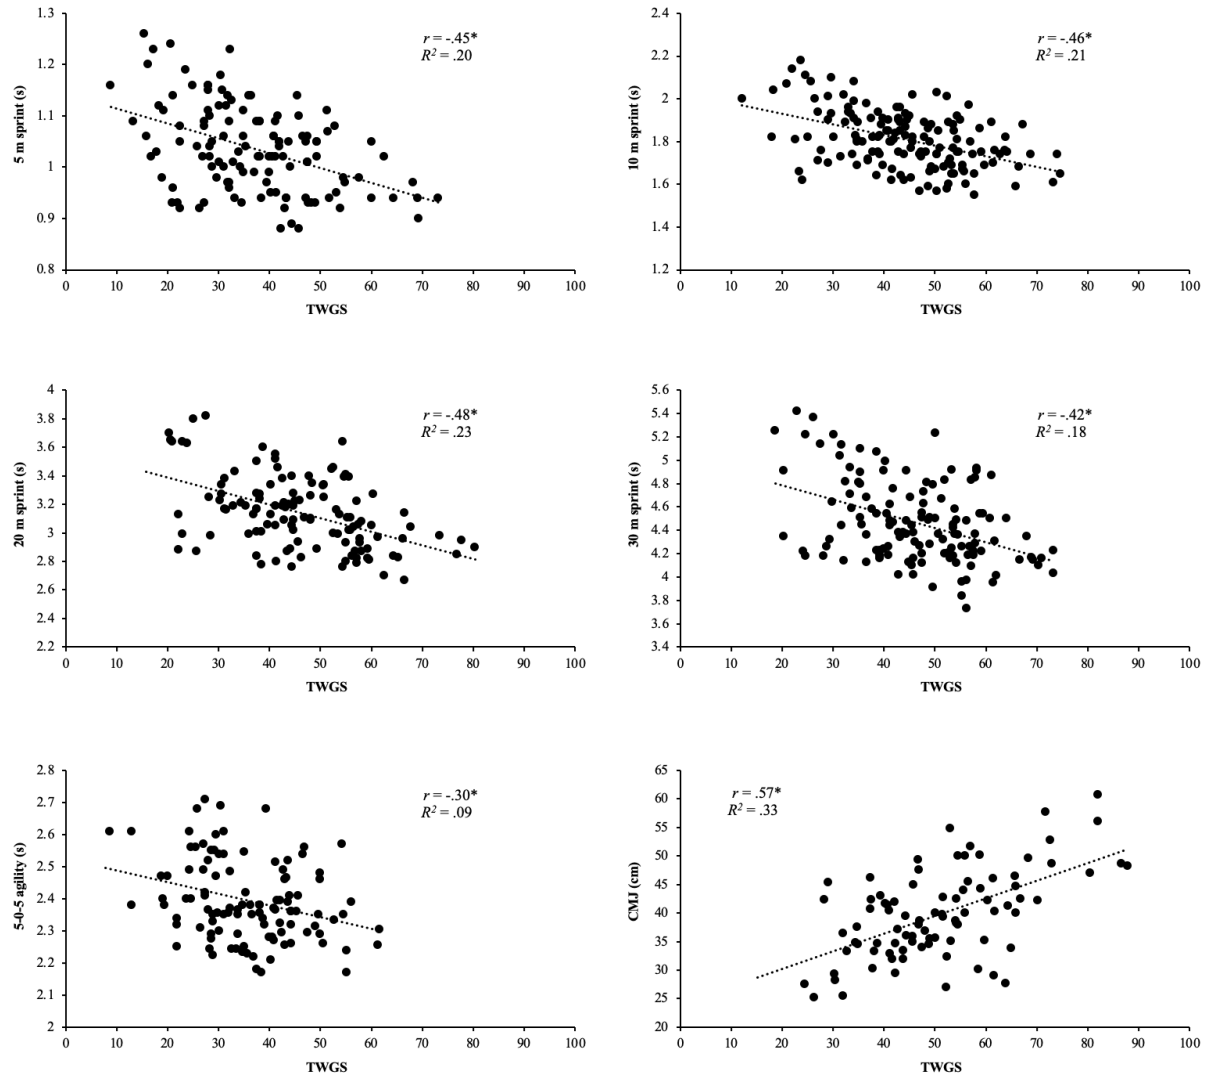 1.3
1.2
1.1
1
0.9
0.8
5 m sprint (s)
r = -.45*
R² = .20
0 10 20 30 40 50 60 70 80 90 100
TWGS
2.4
2.2
2
1.8
1.6
1.4
1.2
10 m sprint (s)
r = -.46*
R² = .21
0 10 20 30 40 50 60 70 80 90 100
TWGS
4
3.8
3.6
3.4
3.2
3
2.8
2.6
2.4
2.2
20 m sprint (s)
r = -.48*
R² = .23
0 10 20 30 40 50 60 70 80 90 100
TWGS
5.6
5.4
5.2
5
4.8
4.6
4.4
4.2
4
3.8
3.6
3.4
30 m sprint (s)
r = -.42*
R² = .18
0 10 20 30 40 50 60 70 80 90 100
TWGS
2.8
2.7
2.6
2.5
2.4
2.3
2.2
2.1
2
5-0-5 agility (s)
r = -.30*
R² = .09
0 10 20 30 40 50 60 70 80 90 100
TWGS
65
60
55
50
45
40
35
30
25
20
CMJ (cm)
r = .57*
R² = .33
0 10 20 30 40 50 60 70 80 90 100
TWGS